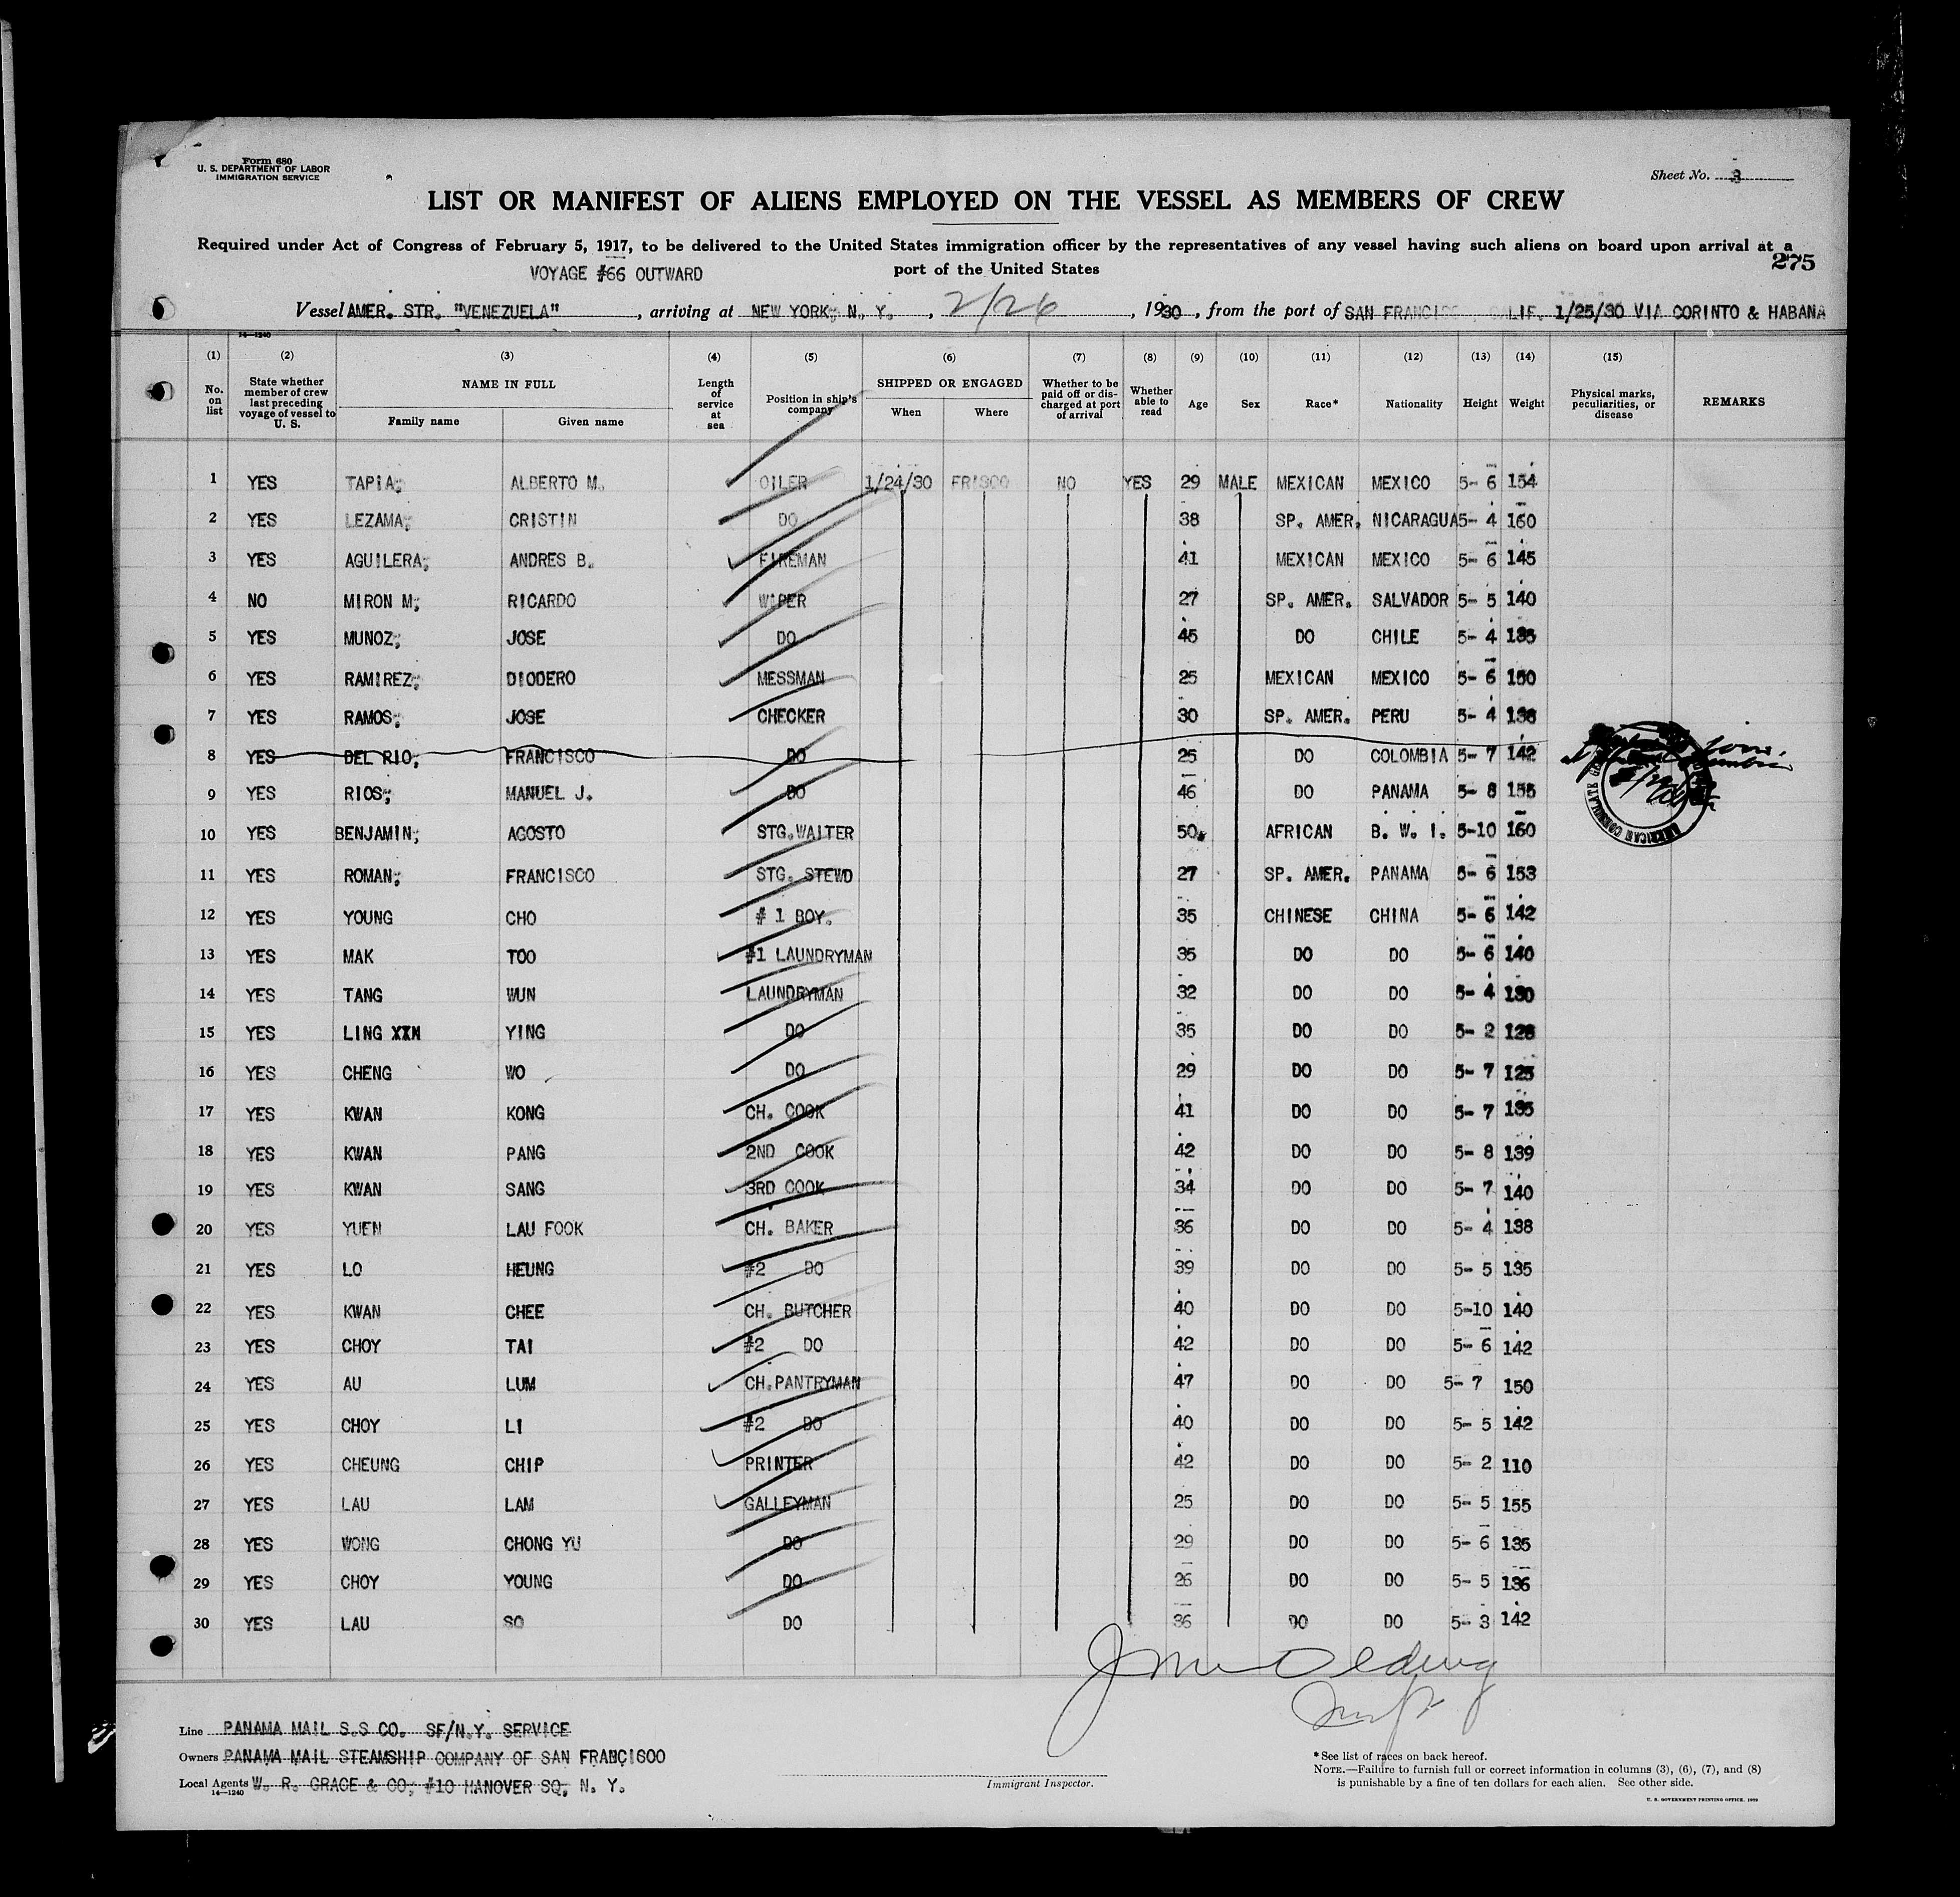 Form 680
U. S. DEPARTMENT OF LABOR
IMMIGRATION SERVICE
Sheet No. 3
LIST OR MANIFEST OF ALIENS EMPLOYED ON THE VESSEL AS MEMBERS OF CREW
Required under Act of Congress of February 5, 1917, to be delivered to the United States immigration officer by the representatives of any vessel having such aliens on board upon arrival at a
port of the United States
275
VOYAGE #66 OUTWARD
Vessel AMER. STR. "VENEZUELA", arriving at NEW YORK, N. Y., 2/26, 1930, from the port of SAN FRANCISCO, CALIF. 1/25/30 VIA CORINTO & HABANA
14—1240
(1) (2) (3) (4) (5) (6) (7) (8) (9) (10) (11) (12) (13) (14) (15)
No. on list
State whether member of crew last preceding voyage of vessel to U. S.
NAME IN FULL
Family name
Given name
Length of service at sea
Position in ship's company
SHIPPED OR ENGAGED
When
Where
Whether to be paid off or discharged at port of arrival
Whether able to read
Age
Sex
Race*
Nationality
Height
Weight
Physical marks, peculiarities, or disease
REMARKS
1 YES TAPIA, ALBERTO M. OILER 1/24/30 FRISCO NO YES 29 MALE MEXICAN MEXICO 5- 6 154
2 YES LEZAMA, CRISTIN DO 38 SP. AMER. NICARAGUA 5- 4 160
3 YES AGUILERA, ANDRES B. FIREMAN 41 MEXICAN MEXICO 5- 6 145
4 NO MIRON M, RICARDO WIPER 27 SP. AMER. SALVADOR 5- 5 140
5 YES MUNOZ, JOSE DO 45 DO CHILE 5- 4 135
6 YES RAMIREZ, DIODERO MESSMAN 25 MEXICAN MEXICO 5- 6 150
7 YES RAMOS, JOSE CHECKER 30 SP. AMER. PERU 5- 4 138
8 YES DEL RIO, FRANCISCO DO 25 DO COLOMBIA 5- 7 142
9 YES RIOS, MANUEL J. DO 46 DO PANAMA 5- 8 155
AMERICAN CONSULATE
10 YES BENJAMIN, AGOSTO STG.WAITER 50 AFRICAN B. W. I. 5-10 160
11 YES ROMAN, FRANCISCO STG. STEWD 27 SP. AMER. PANAMA 5- 6 153
12 YES YOUNG CHO # 1 BOY. 35 CHINESE CHINA 5- 6 142
13 YES MAK TOO #1 LAUNDRYMAN 35 DO DO 5- 6 140
14 YES TANG WUN LAUNDRYMAN 32 DO DO 5- 4 130
15 YES LING XXN YING DO 35 DO DO 5- 2 128
16 YES CHENG WO DO 29 DO DO 5- 7 125
17 YES KWAN KONG CH. COOK 41 DO DO 5- 7 135
18 YES KWAN PANG 2ND COOK 42 DO DO 5- 8 139
19 YES KWAN SANG 3RD COOK 34 DO DO 5- 7 140
20 YES YUEN LAU FOOK CH. BAKER 36 DO DO 5- 4 138
21 YES LO HEUNG #2 DO 39 DO DO 5- 5 135
22 YES KWAN CHEE CH. BUTCHER 40 DO DO 5-10 140
23 YES CHOY TAI #2 DO 42 DO DO 5- 6 142
24 YES AU LUM CH.PANTRYMAN 47 DO DO 5- 7 150
25 YES CHOY LI #2 DO 40 DO DO 5- 5 142
26 YES CHEUNG CHIP PRINTER 42 DO DO 5- 2 110
27 YES LAU LAM GALLEYMAN 25 DO DO 5- 5 155
28 YES WONG CHONG YU DO 29 DO DO 5- 6 135
29 YES CHOY YOUNG DO 26 DO DO 5- 5 136
30 YES LAU SO DO 36 DO DO 5- 3 142
Line PANAMA MAIL S.S CO. SF/N.Y. SERVICE
Owners PANAMA MAIL STEAMSHIP COMPANY OF SAN FRANCISCO
Local Agents W. R. GRACE & CO, #10 HANOVER SQ, N. Y.
14—1240
Immigrant Inspector.
*See list of races on back hereof.
NOTE.—Failure to furnish full or correct information in columns (3), (6), (7), and (8)
is punishable by a fine of ten dollars for each alien. See other side.
U. S. GOVERNMENT PRINTING OFFICE. 1929